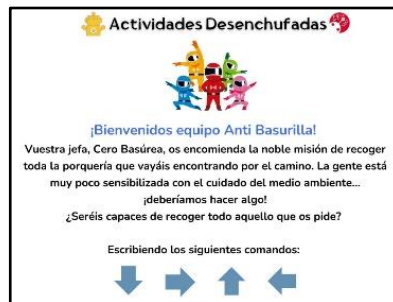 Actividades Desenchufadas
¡Bienvenidos equipo Anti Basurilla!
Vuestra jefa, Cero Basúrea, os encomienda la noble misión de recoger
toda la porquería que vayáis encontrando por el camino. La gente está
muy poco sensibilizada con el cuidado del medio ambiente...
¡deberíamos hacer algo!
¿Seréis capaces de recoger todo aquello que os pide?
Escribiendo los siguientes comandos: